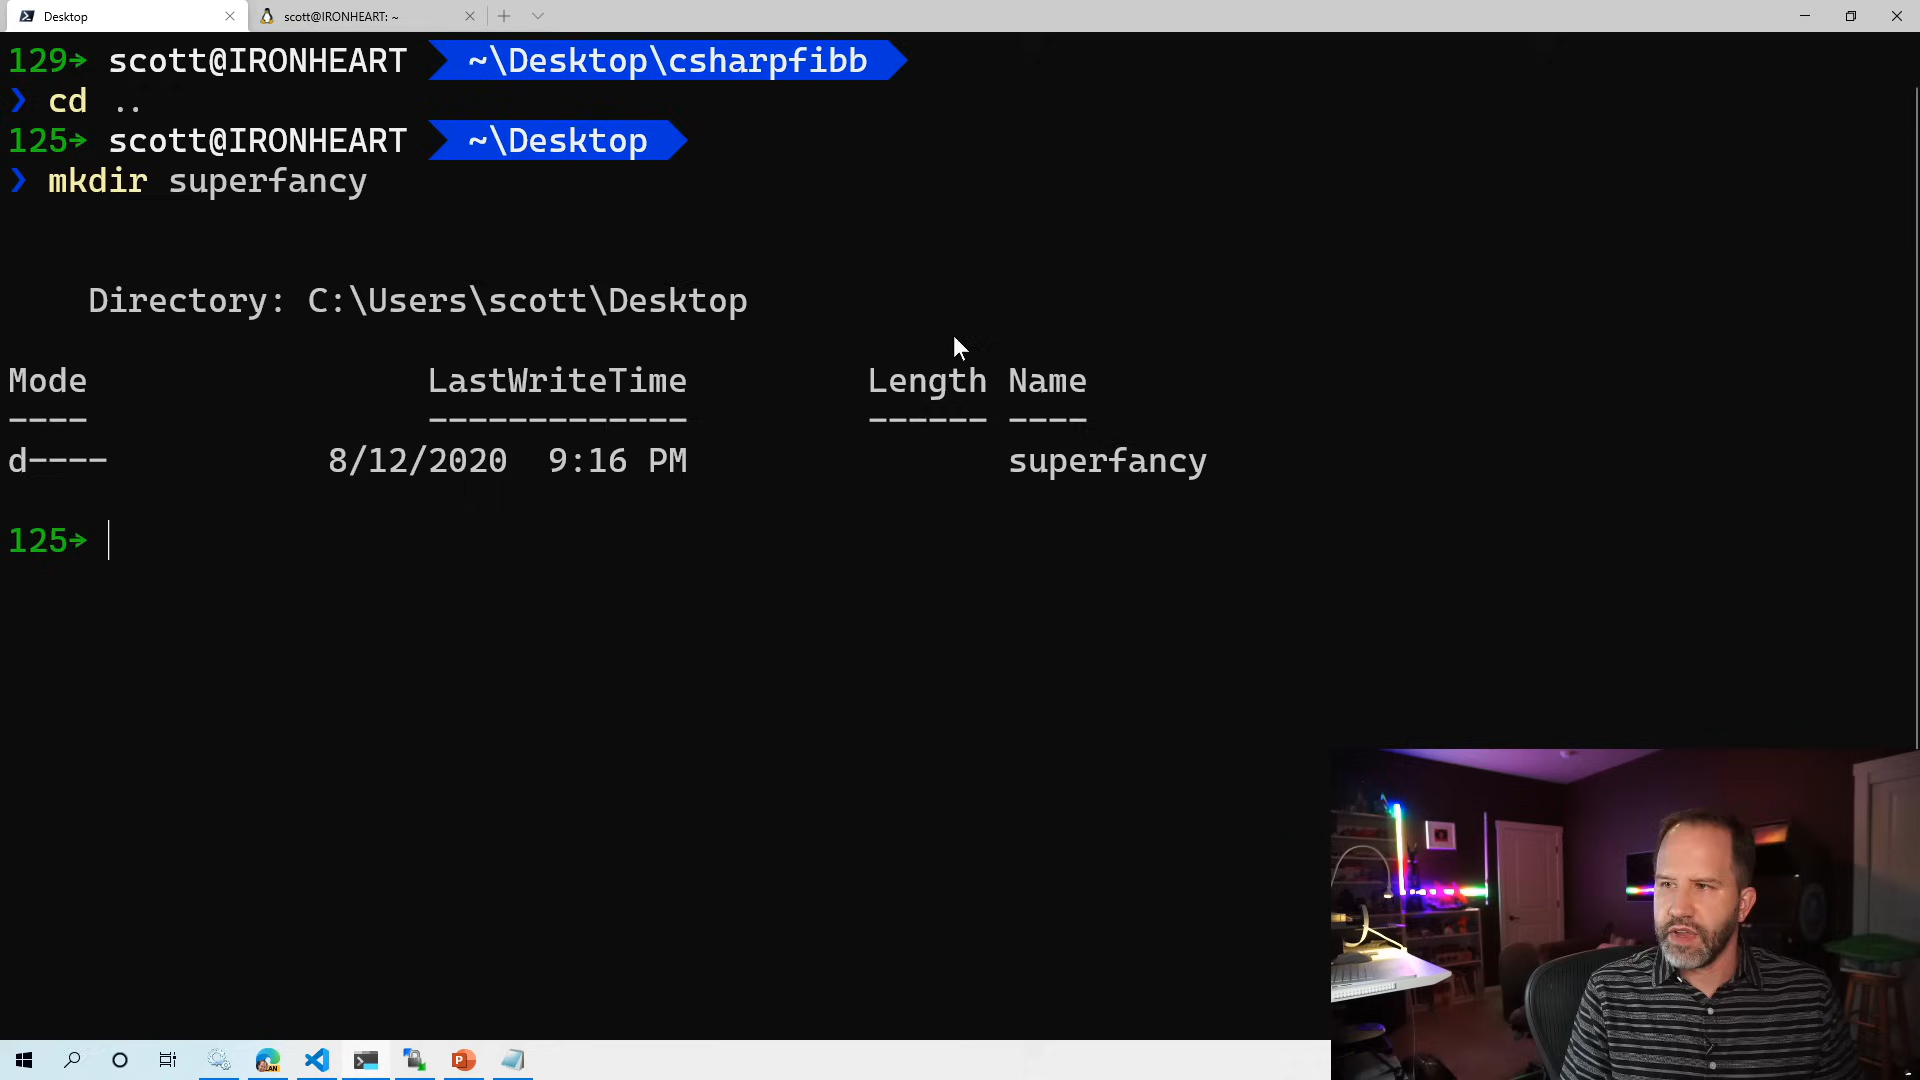 Desktop
scott@IRONHEART: ~
129→ scott@IRONHEART ~\Desktop\csharpfibb
❯ cd ..
125→ scott@IRONHEART ~\Desktop
❯ mkdir superfancy
Directory: C:\Users\scott\Desktop
Mode LastWriteTime Length Name
---- ------------- ------ ----
d---- 8/12/2020 9:16 PM superfancy
125→